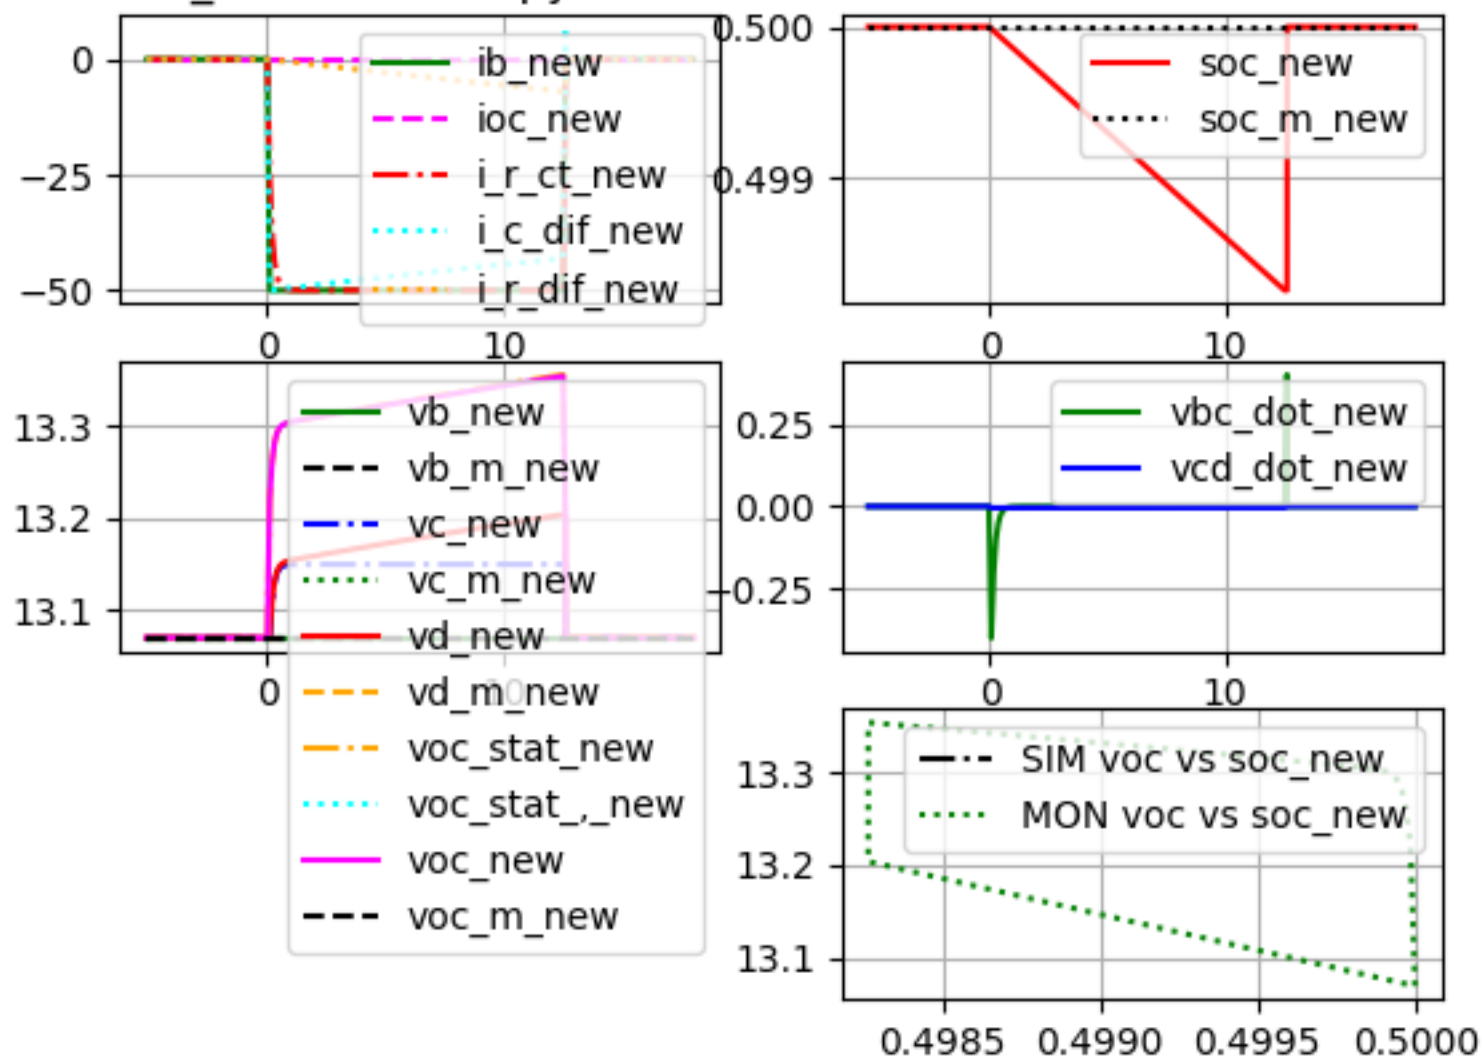 0
−25
−50
0
10
ib_new
ioc_new
i_r_ct_new
i_c_dif_new
i_r_dif_new
0.500
0.499
0
10
soc_new
soc_m_new
13.3
13.2
13.1
0
10
vb_new
vb_m_new
vc_new
vc_m_new
vd_new
vd_m_new
voc_stat_new
voc_stat_,_new
voc_new
voc_m_new
0.25
0.00
−0.25
0
10
vbc_dot_new
vcd_dot_new
13.3
13.2
13.1
SIM voc vs soc_new
MON voc vs soc_new
0.4985
0.4990
0.4995
0.5000